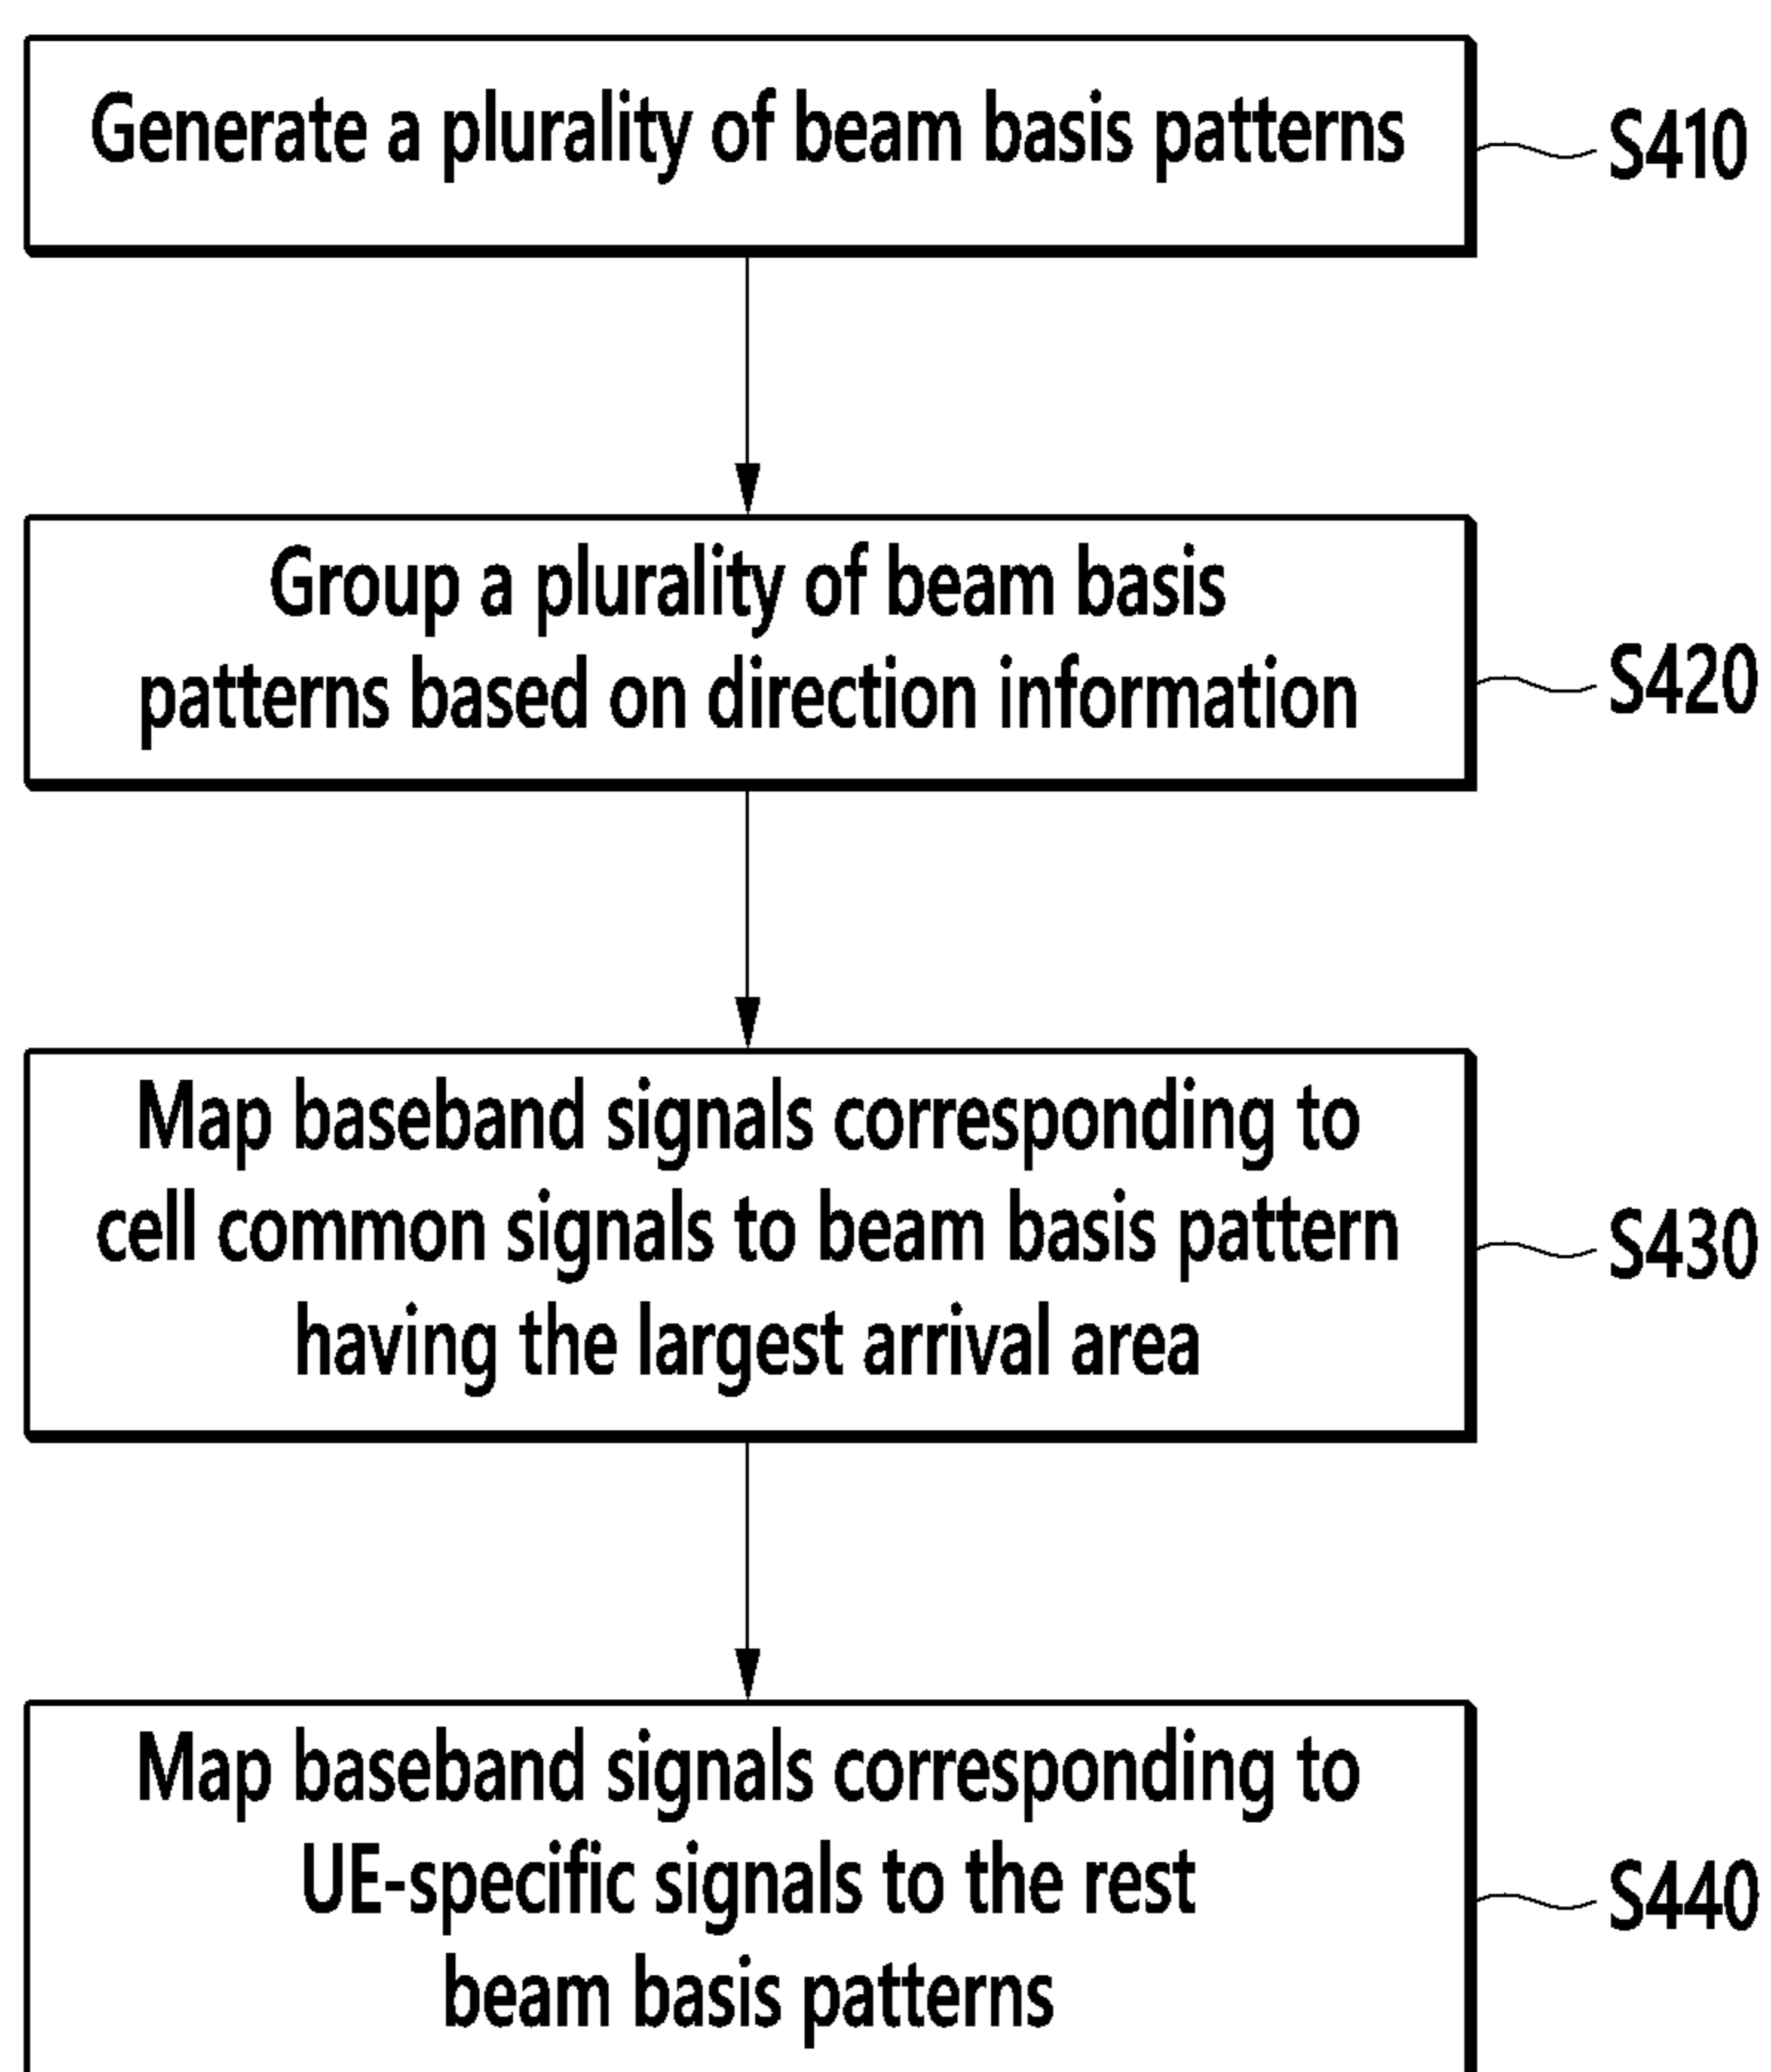 Generate a plurality of beam basis patterns
S410
Group a plurality of beam basis
patterns based on direction information
S420
Map baseband signals corresponding to
cell common signals to beam basis pattern
having the largest arrival area
S430
Map baseband signals corresponding to
UE-specific signals to the rest
beam basis patterns
S440